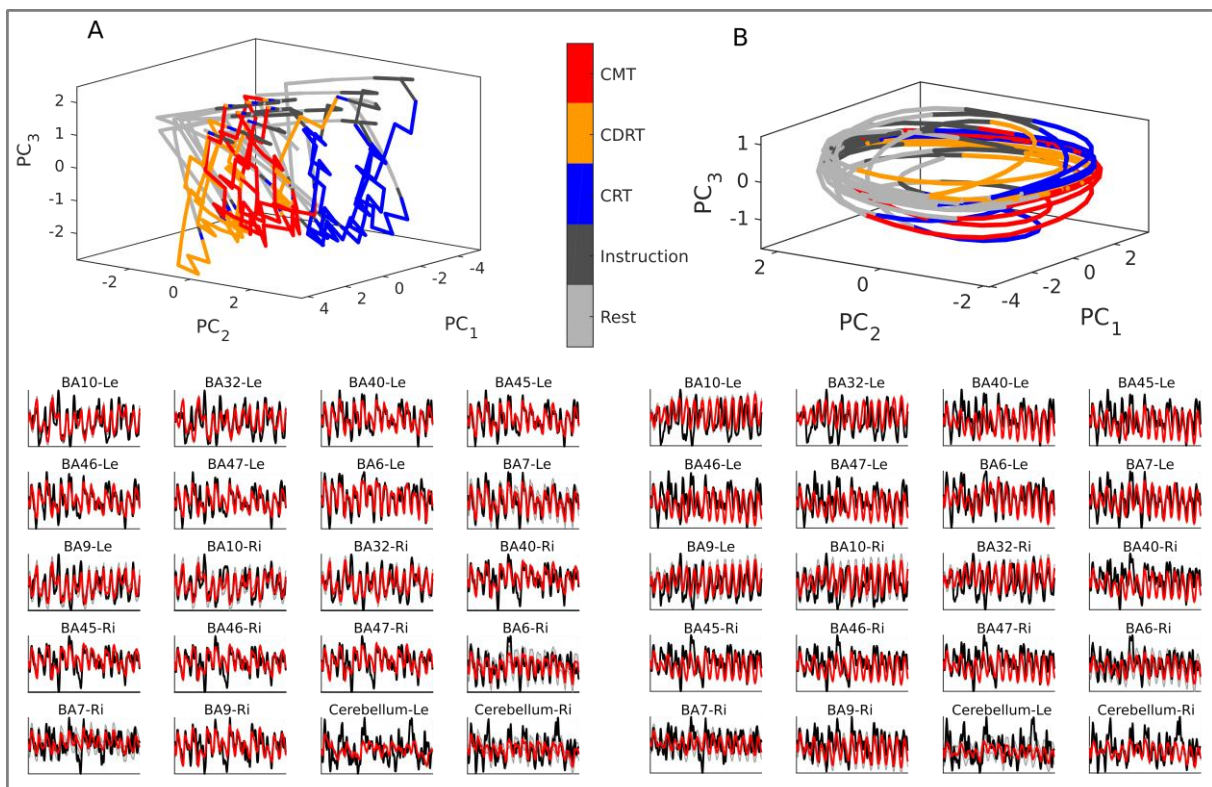 A
B
2
1
0
-1
-2
PC3
-2
0
2
PC2
4
2
0
-2
-4
PC1
CMT
CDRT
CRT
Instruction
Rest
1
0
-1
PC3
2
0
-2
PC2
-4
-2
0
2
PC1
BA10-Le BA32-Le BA40-Le BA45-Le BA10-Le BA32-Le BA40-Le BA45-Le
BA46-Le BA47-Le BA6-Le BA7-Le BA46-Le BA47-Le BA6-Le BA7-Le
BA9-Le BA10-Ri BA32-Ri BA40-Ri BA9-Le BA10-Ri BA32-Ri BA40-Ri
BA45-Ri BA46-Ri BA47-Ri BA6-Ri BA45-Ri BA46-Ri BA47-Ri BA6-Ri
BA7-Ri BA9-Ri Cerebellum-Le Cerebellum-Ri BA7-Ri BA9-Ri Cerebellum-Le Cerebellum-Ri